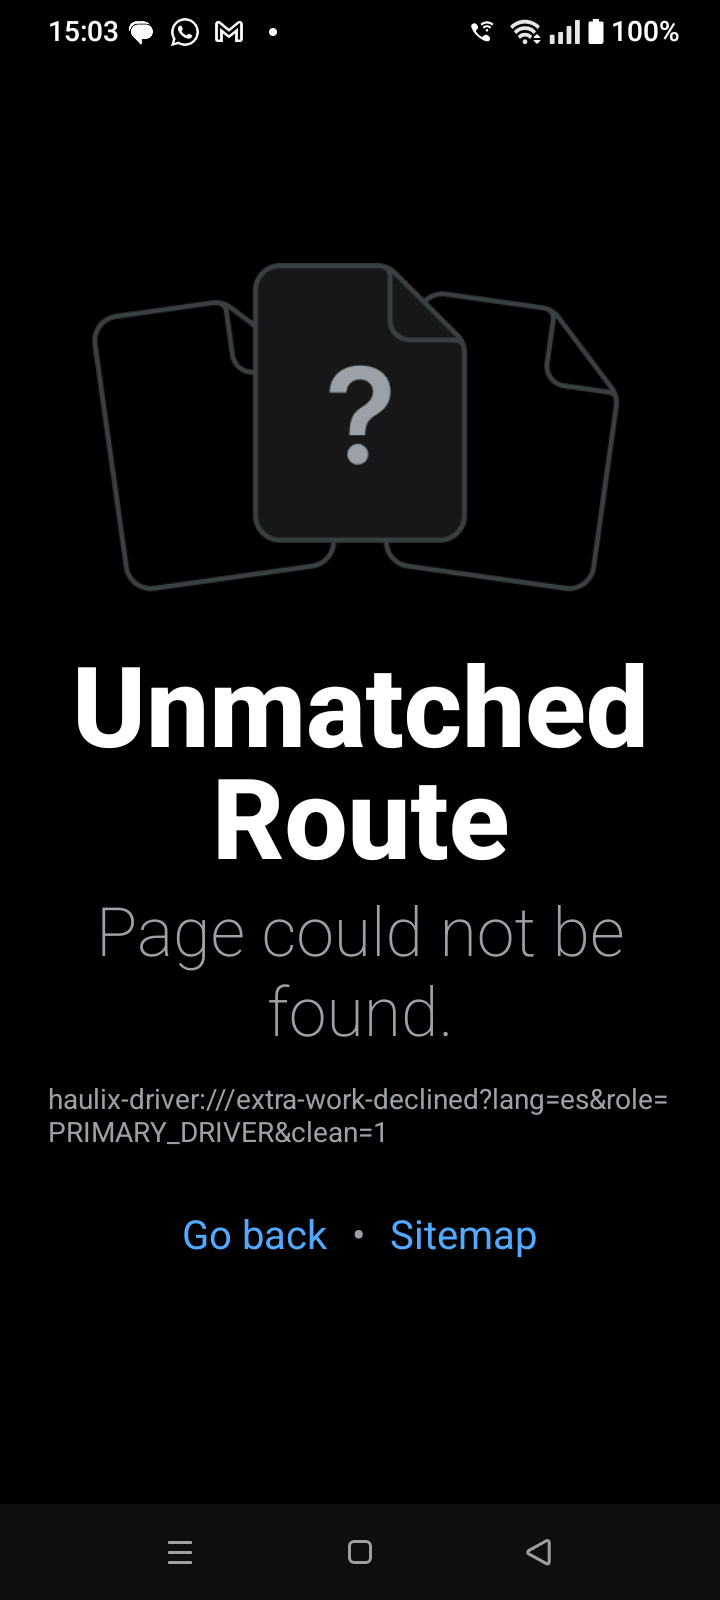 15:03 100%
?
Unmatched
Route
Page could not be
found.
haulix-driver:///extra-work-declined?lang=es&role=
PRIMARY_DRIVER&clean=1
Go back • Sitemap